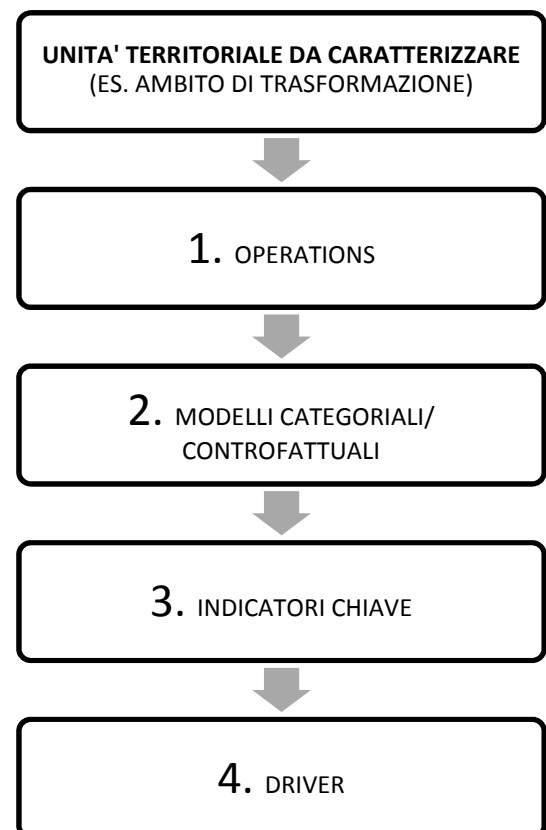 UNITA' TERRITORIALE DA CARATTERIZZARE
(ES. AMBITO DI TRASFORMAZIONE)
1. OPERATIONS
2. MODELLI CATEGORIALI/
CONTROFATTUALI
3. INDICATORI CHIAVE
4. DRIVER